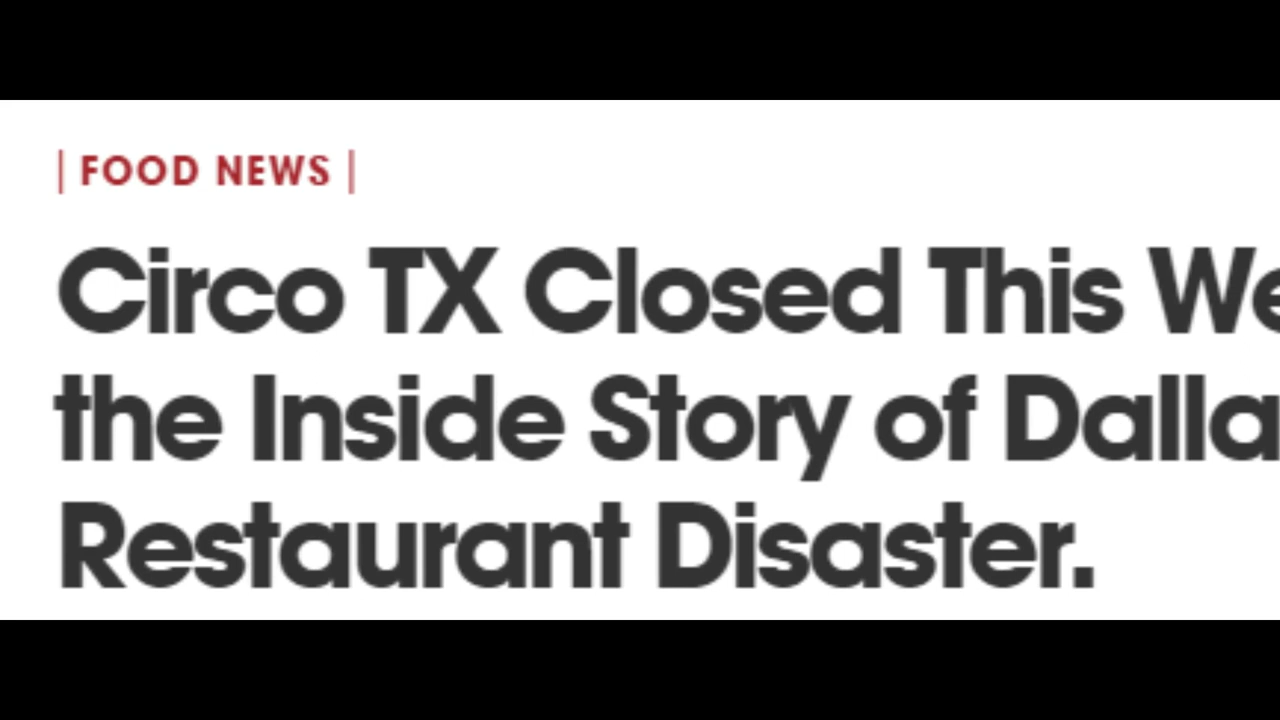 | FOOD NEWS |
Circo TX Closed This
the Inside Story of
Restaurant Disaster.